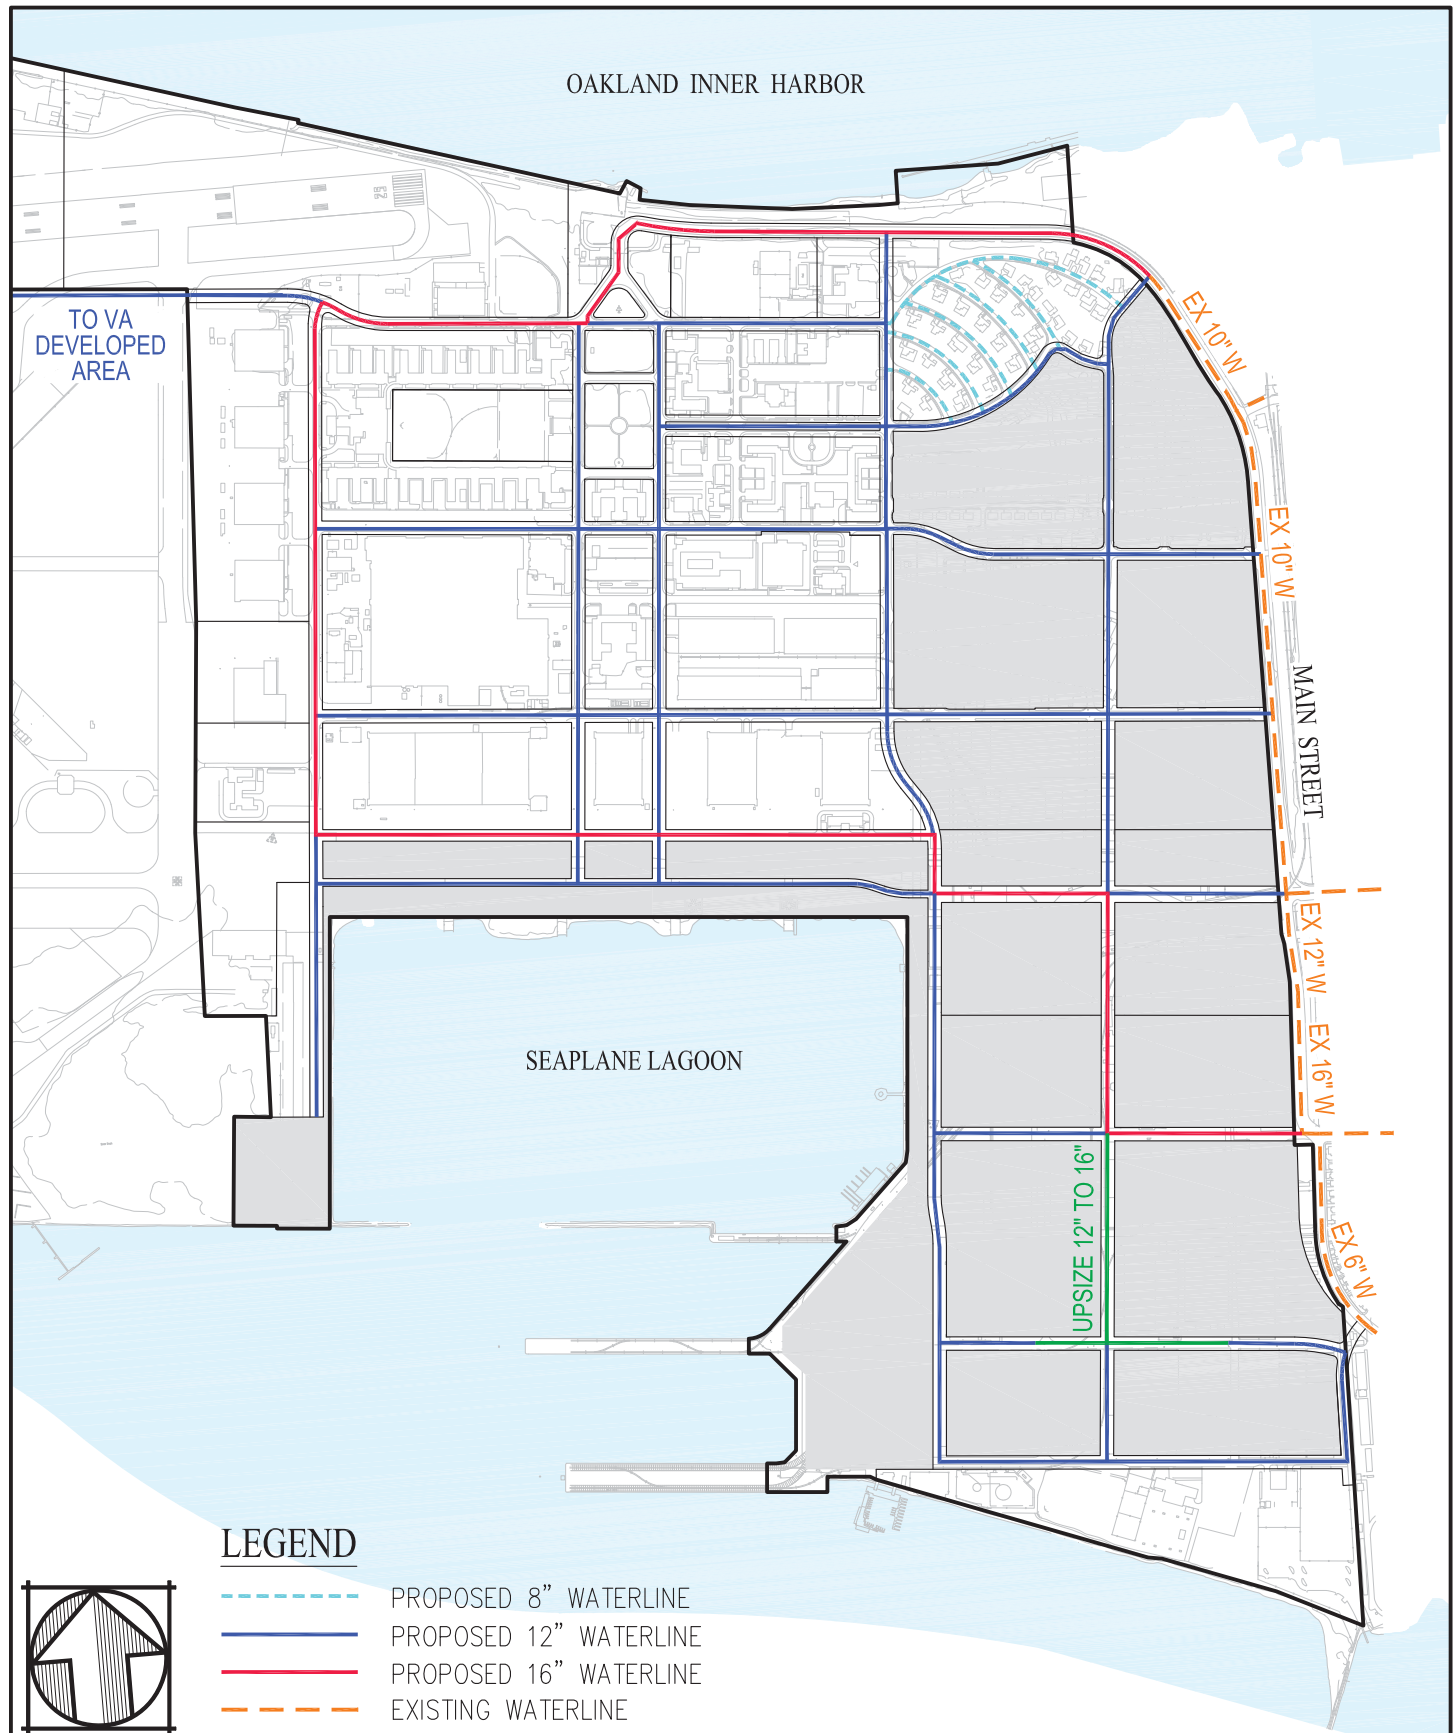 OAKLAND INNER HARBOR
TO VA
DEVELOPED
AREA
EX 10" W
EX 10" W
MAIN STREET
EX 12" W
EX 16" W
SEAPLANE LAGOON
UPSIZE 12" TO 16"
EX 6" W
LEGEND
PROPOSED 8” WATERLINE
PROPOSED 12” WATERLINE
PROPOSED 16” WATERLINE
EXISTING WATERLINE